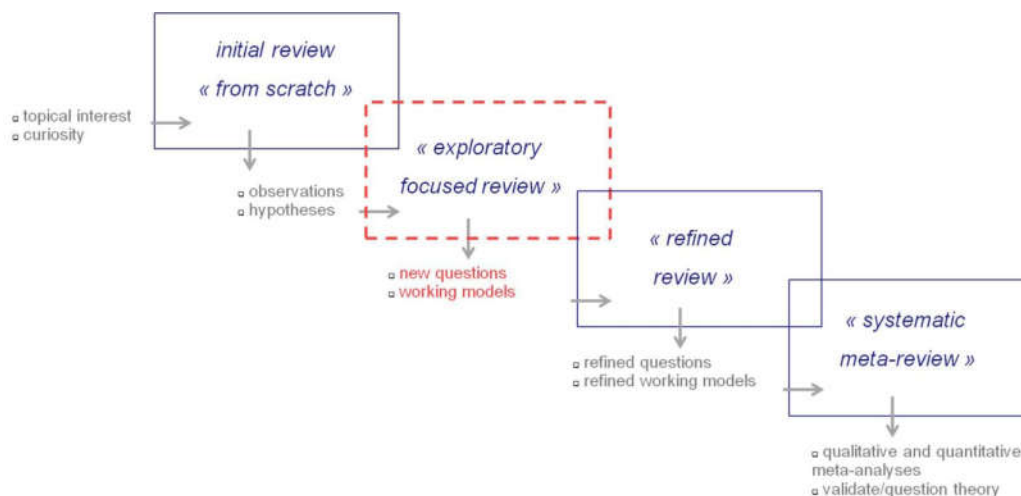 initial review
« from scratch »
▫ topical interest
▫ curiosity
« exploratory
focused review »
▫ observations
▫ hypotheses
« refined
review »
▫ new questions
▫ working models
« systematic
meta-review »
▫ refined questions
▫ refined working models
▫ qualitative and quantitative
meta-analyses
▫ validate/question theory